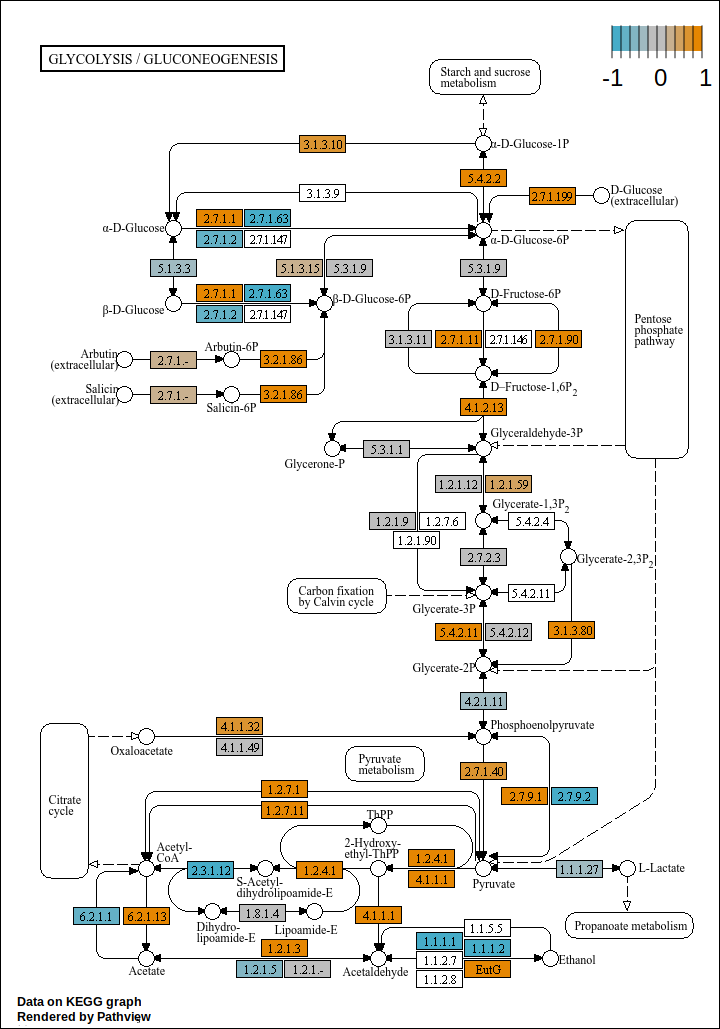 GLYCOLYSIS / GLUCONEOGENESIS
-1 0 1
Starch and sucrose
metabolism
3.1.3.10
α-D-Glucose-1P
5.4.2.2
3.1.3.9
2.7.1.199
D-Glucose
(extracellular)
2.7.1.1 2.7.1.63
α-D-Glucose
2.7.1.2 2.7.1.147
α-D-Glucose-6P
5.1.3.3
5.1.3.15 5.3.1.9
5.3.1.9
2.7.1.1 2.7.1.63
β-D-Glucose
2.7.1.2 2.7.1.147
β-D-Glucose-6P
D-Fructose-6P
Pentose
phosphate
pathway
3.1.3.11 2.7.1.11 2.7.1.146 2.7.1.90
Arbutin
(extracellular)
2.7.1.-
Arbutin-6P
3.2.1.86
Salicin
(extracellular)
2.7.1.-
Salicin-6P
3.2.1.86
D-Fructose-1,6P2
4.1.2.13
Glyceraldehyde-3P
5.3.1.1
Glycerone-P
1.2.1.12 1.2.1.59
Glycerate-1,3P2
1.2.1.9 1.2.7.6
1.2.1.90
5.4.2.4
2.7.2.3
Glycerate-2,3P2
Carbon fixation
by Calvin cycle
5.4.2.11
Glycerate-3P
5.4.2.11 5.4.2.12
3.1.3.80
Glycerate-2P
4.2.1.11
4.1.1.32
Oxaloacetate
4.1.1.49
Phosphoenolpyruvate
Pyruvate
metabolism
2.7.1.40
Citrate
cycle
1.2.7.1
1.2.7.11
2.7.9.1 2.7.9.2
ThPP
Acetyl-
CoA
2-Hydroxy-
ethyl-ThPP
2.3.1.12
S-Acetyl-
dihydrolipoamide-E
1.2.4.1
1.2.4.1
4.1.1.1
Pyruvate
1.1.1.27
L-Lactate
6.2.1.1 6.2.1.13
1.8.1.4
Dihydro-
lipoamide-E
Lipoamide-E
4.1.1.1
Propanoate metabolism
1.2.1.3
1.2.1.5 1.2.1.-
Acetate
Acetaldehyde
1.1.5.5
1.1.1.1 1.1.1.2
1.1.2.7 EutG
1.1.2.8
Ethanol
Data on KEGG graph
Rendered by Pathview